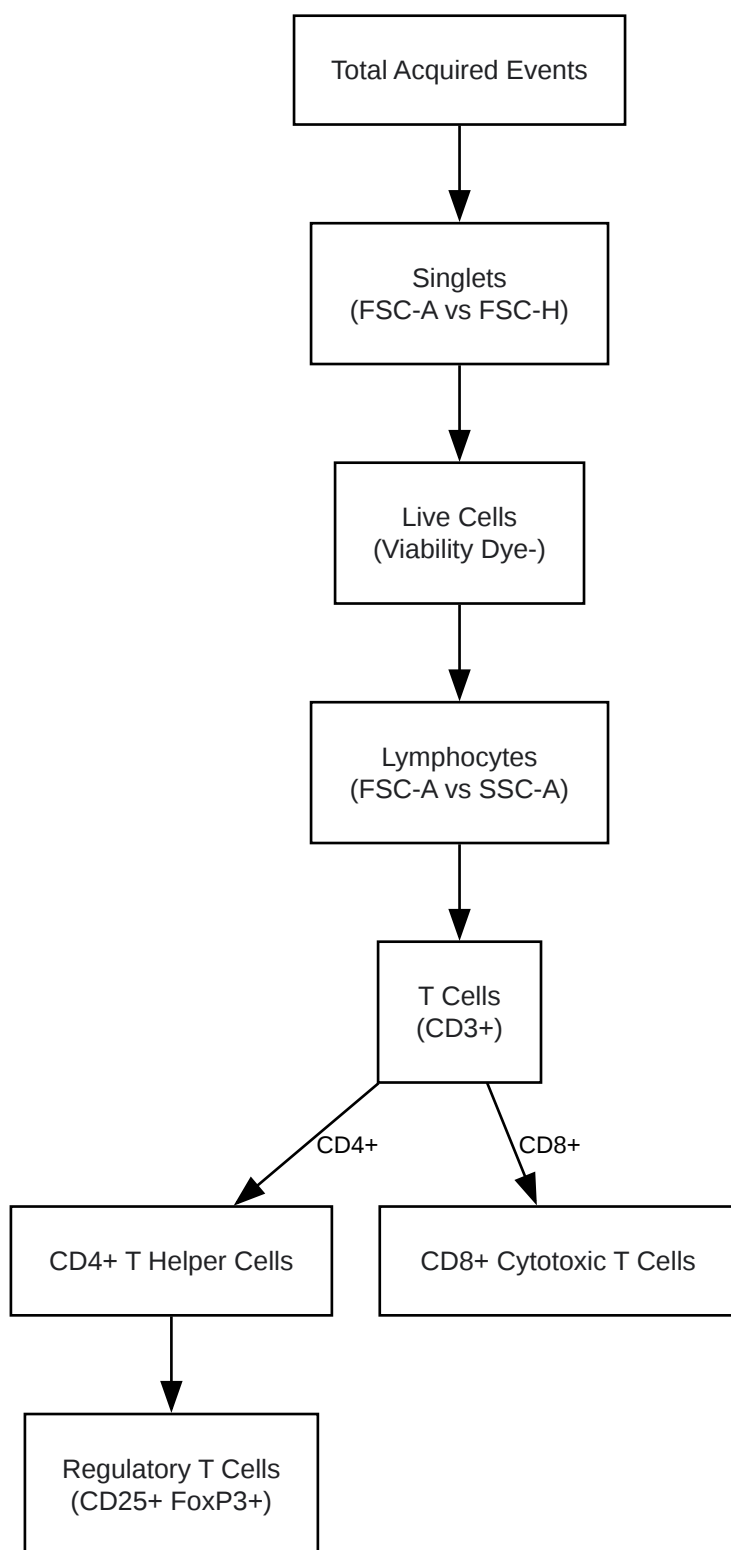 Total Acquired Events
Singlets
(FSC-A vs FSC-H)
Live Cells
(Viability Dye-)
Lymphocytes
(FSC-A vs SSC-A)
T Cells
(CD3+)
CD4+
CD8+
CD4+ T Helper Cells
CD8+ Cytotoxic T Cells
Regulatory T Cells
(CD25+ FoxP3+)